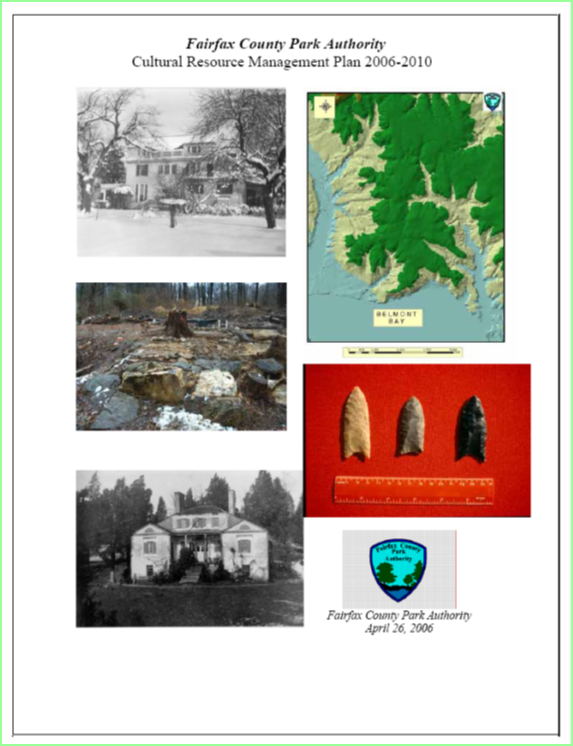 Fairfax County Park Authority
Cultural Resource Management Plan 2006-2010
BELMONT
BAY
Fairfax County
Park
Authority
Fairfax County Park Authority
April 26, 2006